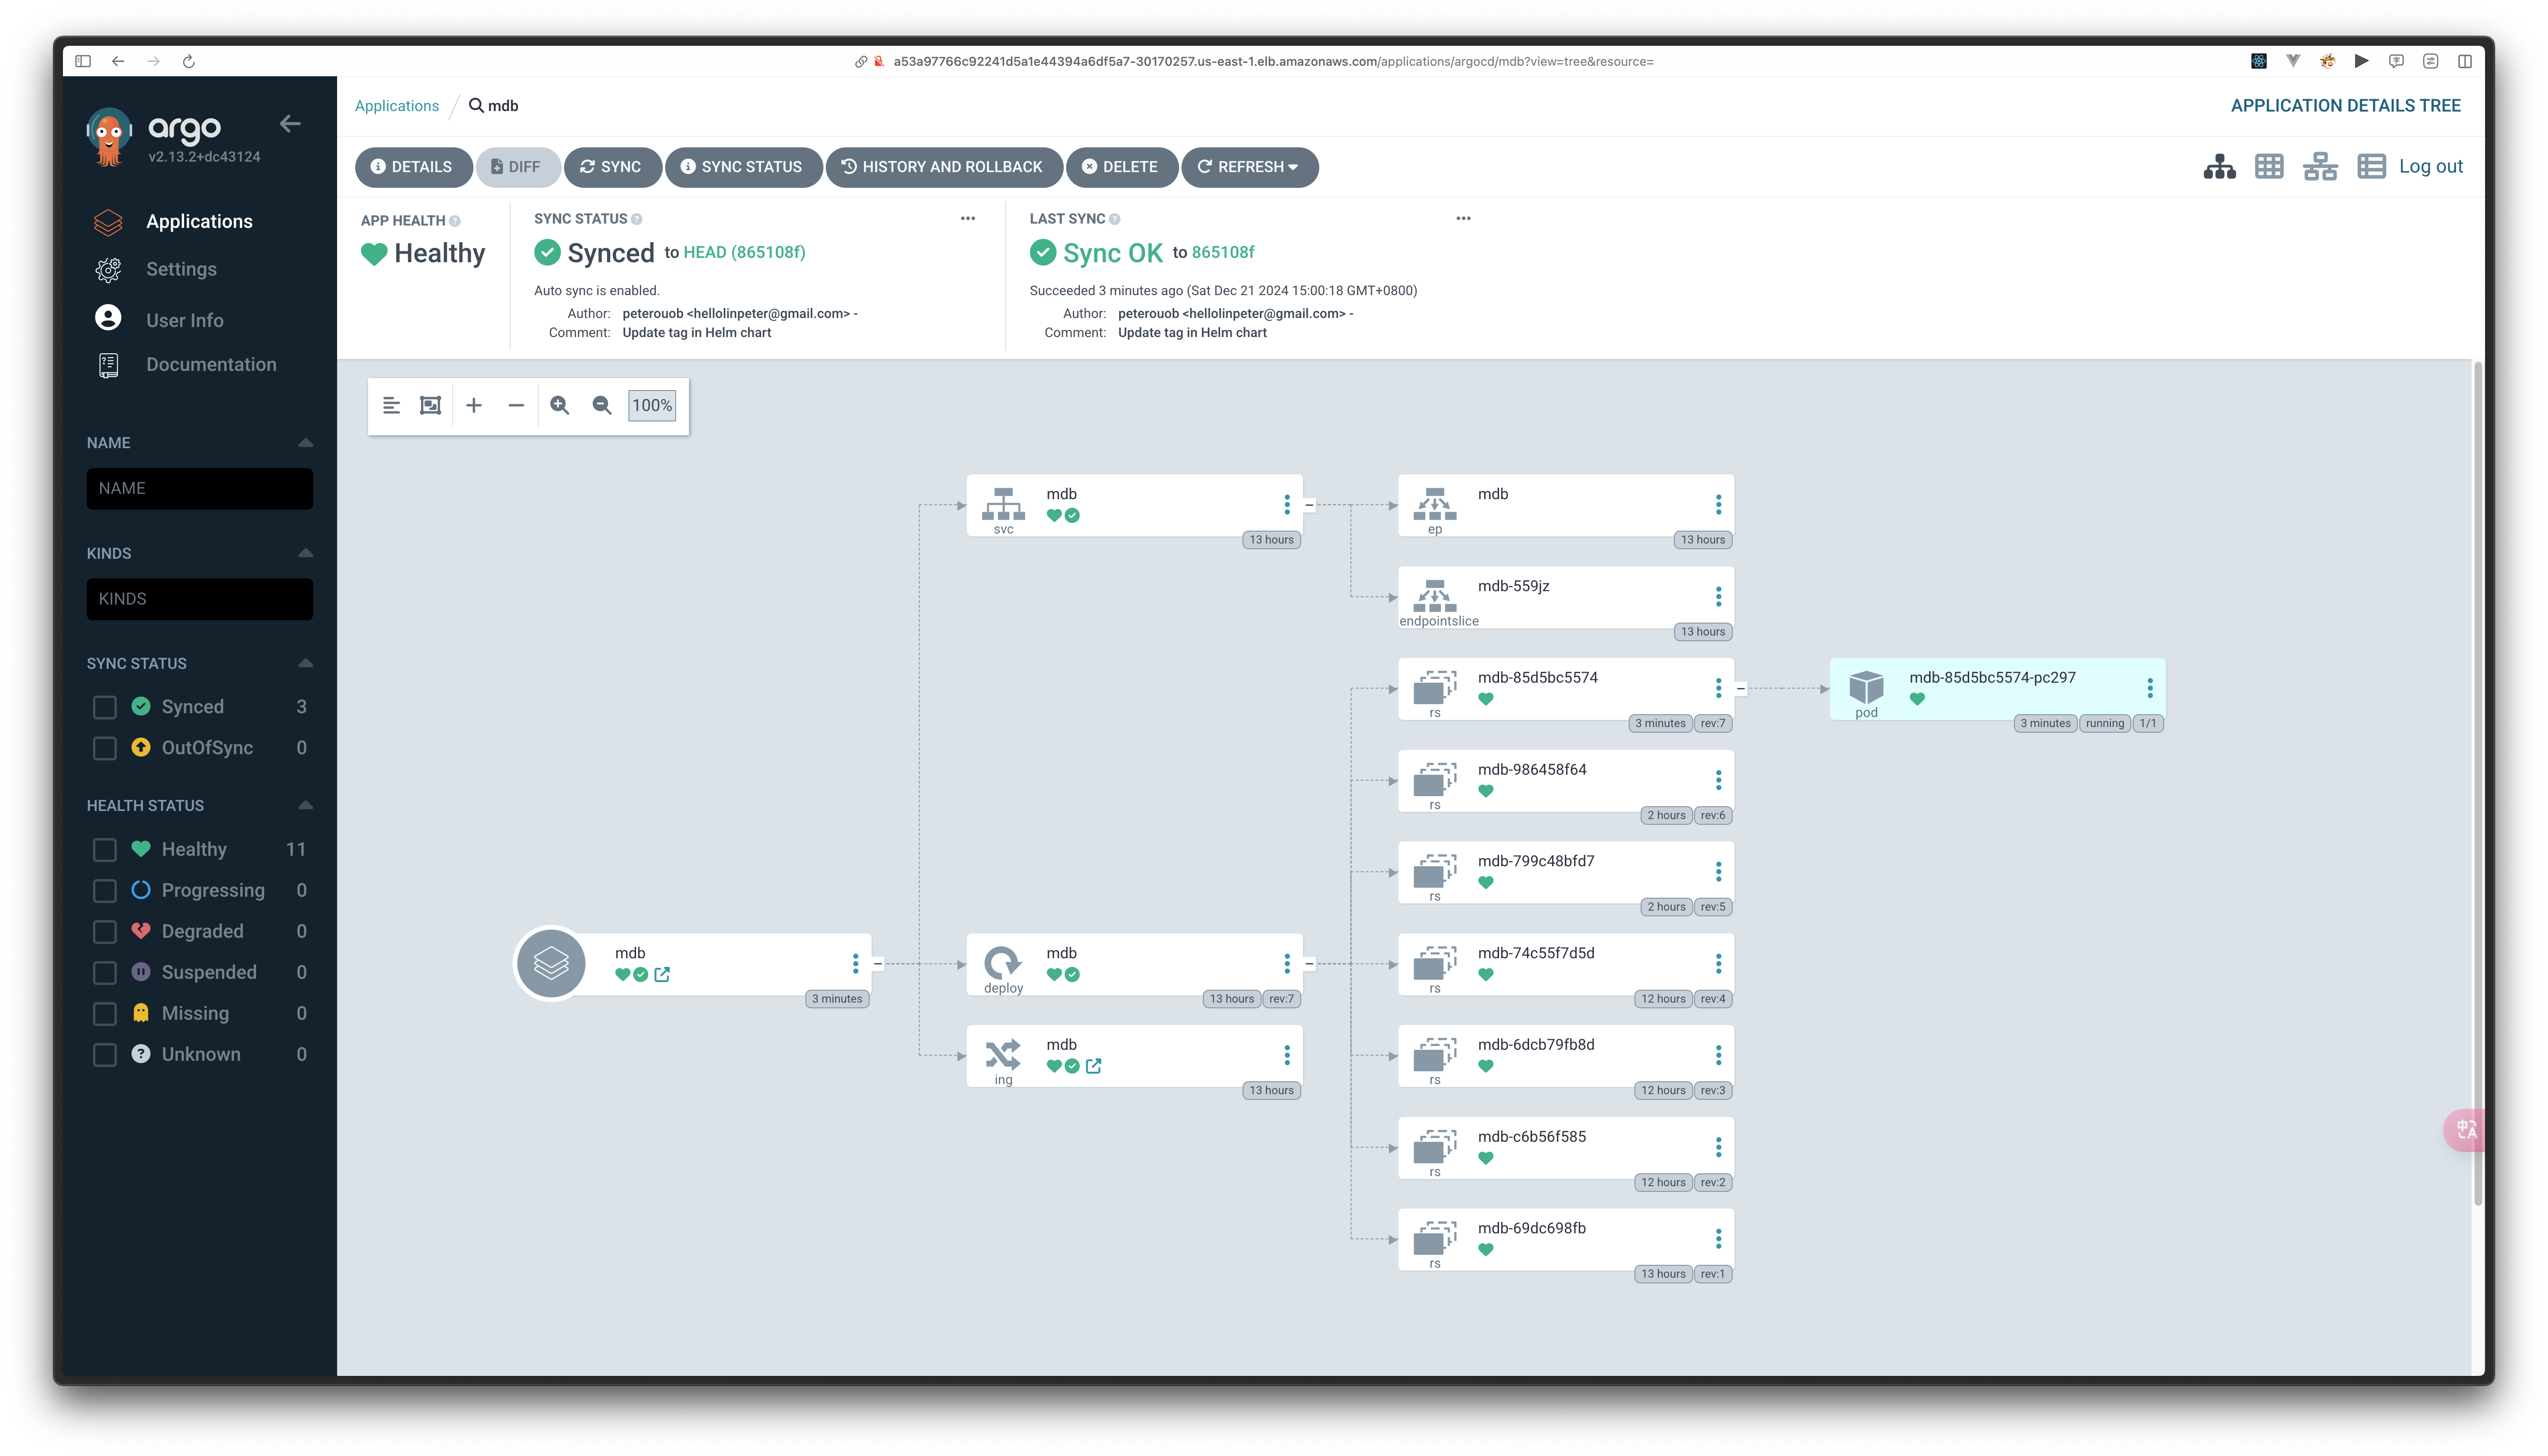 a53a97766c92241d5a1e44394a6df5a7-30170257.us-east-1.elb.amazonaws.com/applications/argocd/mdb?view=tree&resource=
argo
v2.13.2+dc43124
Applications
Settings
User Info
Documentation
NAME
NAME
KINDS
KINDS
SYNC STATUS
Synced 3
OutOfSync 0
HEALTH STATUS
Healthy 11
Progressing 0
Degraded 0
Suspended 0
Missing 0
Unknown 0
Applications / mdb
APPLICATION DETAILS TREE
DETAILS DIFF SYNC SYNC STATUS HISTORY AND ROLLBACK DELETE REFRESH
Log out
APP HEALTH
Healthy
SYNC STATUS
Synced to HEAD (865108f)
Auto sync is enabled.
Author: peterouob <hellolinpeter@gmail.com> -
Comment: Update tag in Helm chart
LAST SYNC
Sync OK to 865108f
Succeeded 3 minutes ago (Sat Dec 21 2024 15:00:18 GMT+0800)
Author: peterouob <hellolinpeter@gmail.com> -
Comment: Update tag in Helm chart
100%
mdb
3 minutes
mdb
svc
13 hours
mdb
deploy
13 hours rev:7
mdb
ing
13 hours
mdb
ep
13 hours
mdb-559jz
endpointslice
13 hours
mdb-85d5bc5574
rs
3 minutes rev:7
mdb-986458f64
rs
2 hours rev:6
mdb-799c48bfd7
rs
2 hours rev:5
mdb-74c55f7d5d
rs
12 hours rev:4
mdb-6dcb79fb8d
rs
12 hours rev:3
mdb-c6b56f585
rs
12 hours rev:2
mdb-69dc698fb
rs
13 hours rev:1
mdb-85d5bc5574-pc297
pod
3 minutes running 1/1
中A